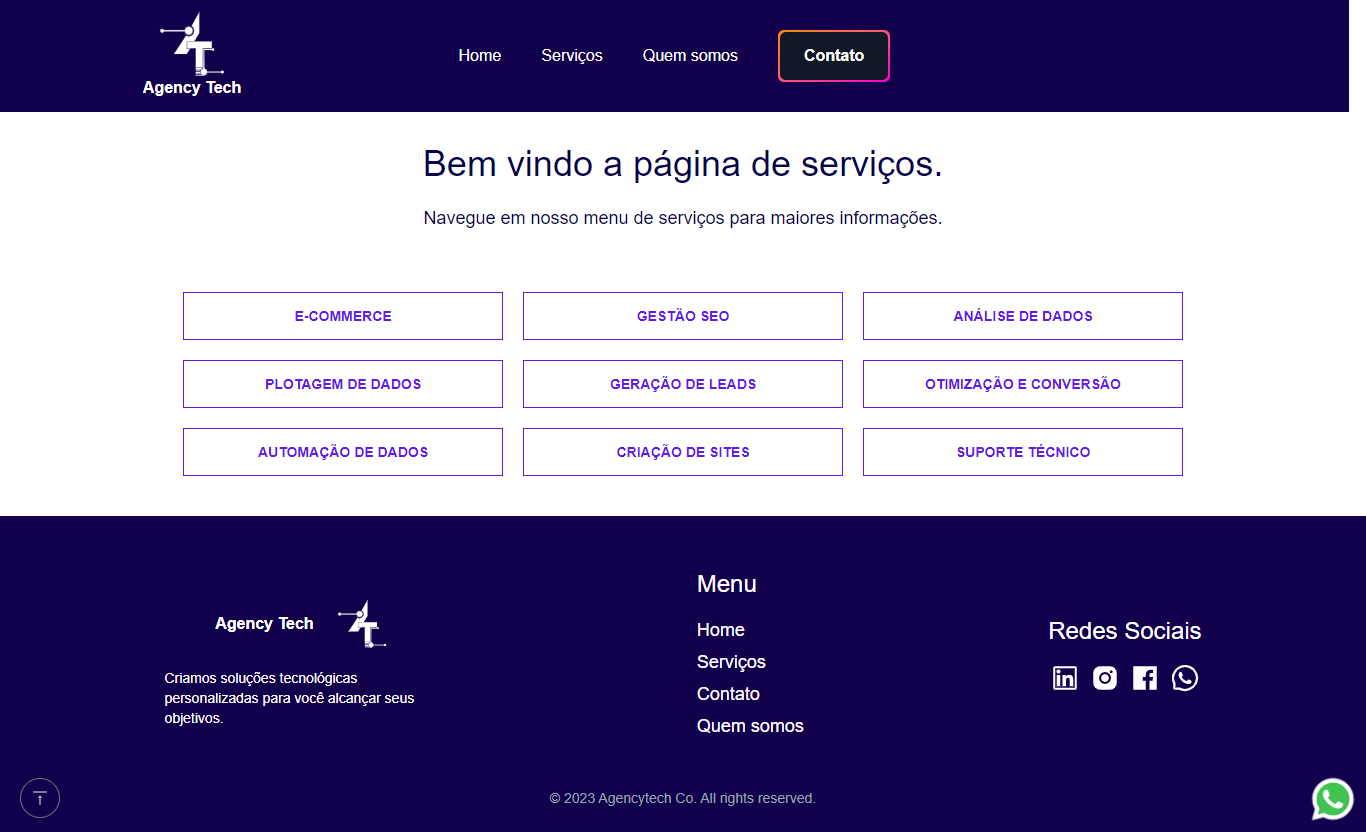 Agency Tech
Home
Serviços
Quem somos
Contato
Bem vindo a página de serviços.
Navegue em nosso menu de serviços para maiores informações.
E-COMMERCE
GESTÃO SEO
ANÁLISE DE DADOS
PLOTAGEM DE DADOS
GERAÇÃO DE LEADS
OTIMIZAÇÃO E CONVERSÃO
AUTOMAÇÃO DE DADOS
CRIAÇÃO DE SITES
SUPORTE TÉCNICO
Agency Tech
Criamos soluções tecnológicas
personalizadas para você alcançar seus
objetivos.
Menu
Home
Serviços
Contato
Quem somos
Redes Sociais
© 2023 Agencytech Co. All rights reserved.